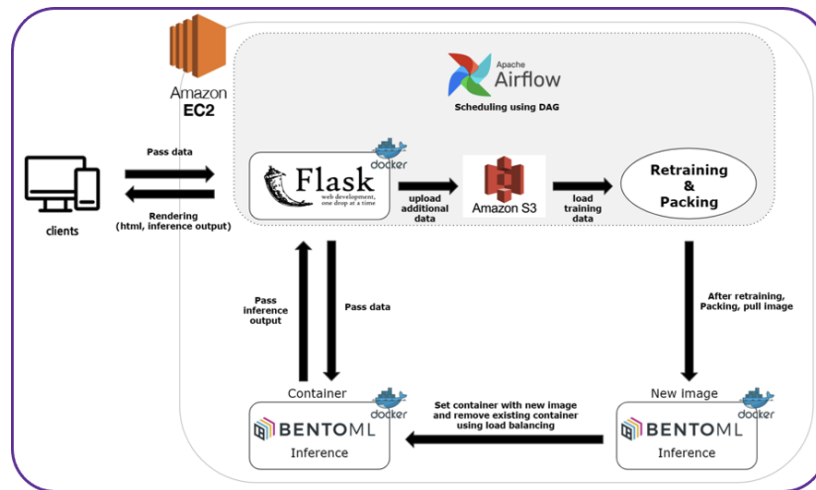 Amazon
EC2
Apache
Airflow
Scheduling using DAG
Pass data
Rendering
(html, inference output)
clients
docker
Flask
web development,
one drop at a time
upload
additional
data
Amazon S3
load
training
data
Retraining
&
Packing
Pass
inference
output
Pass data
After retraining,
Packing, pull image
Container
docker
BENTOML
Inference
Set container with new image
and remove existing container
using load balancing
New Image
docker
BENTOML
Inference